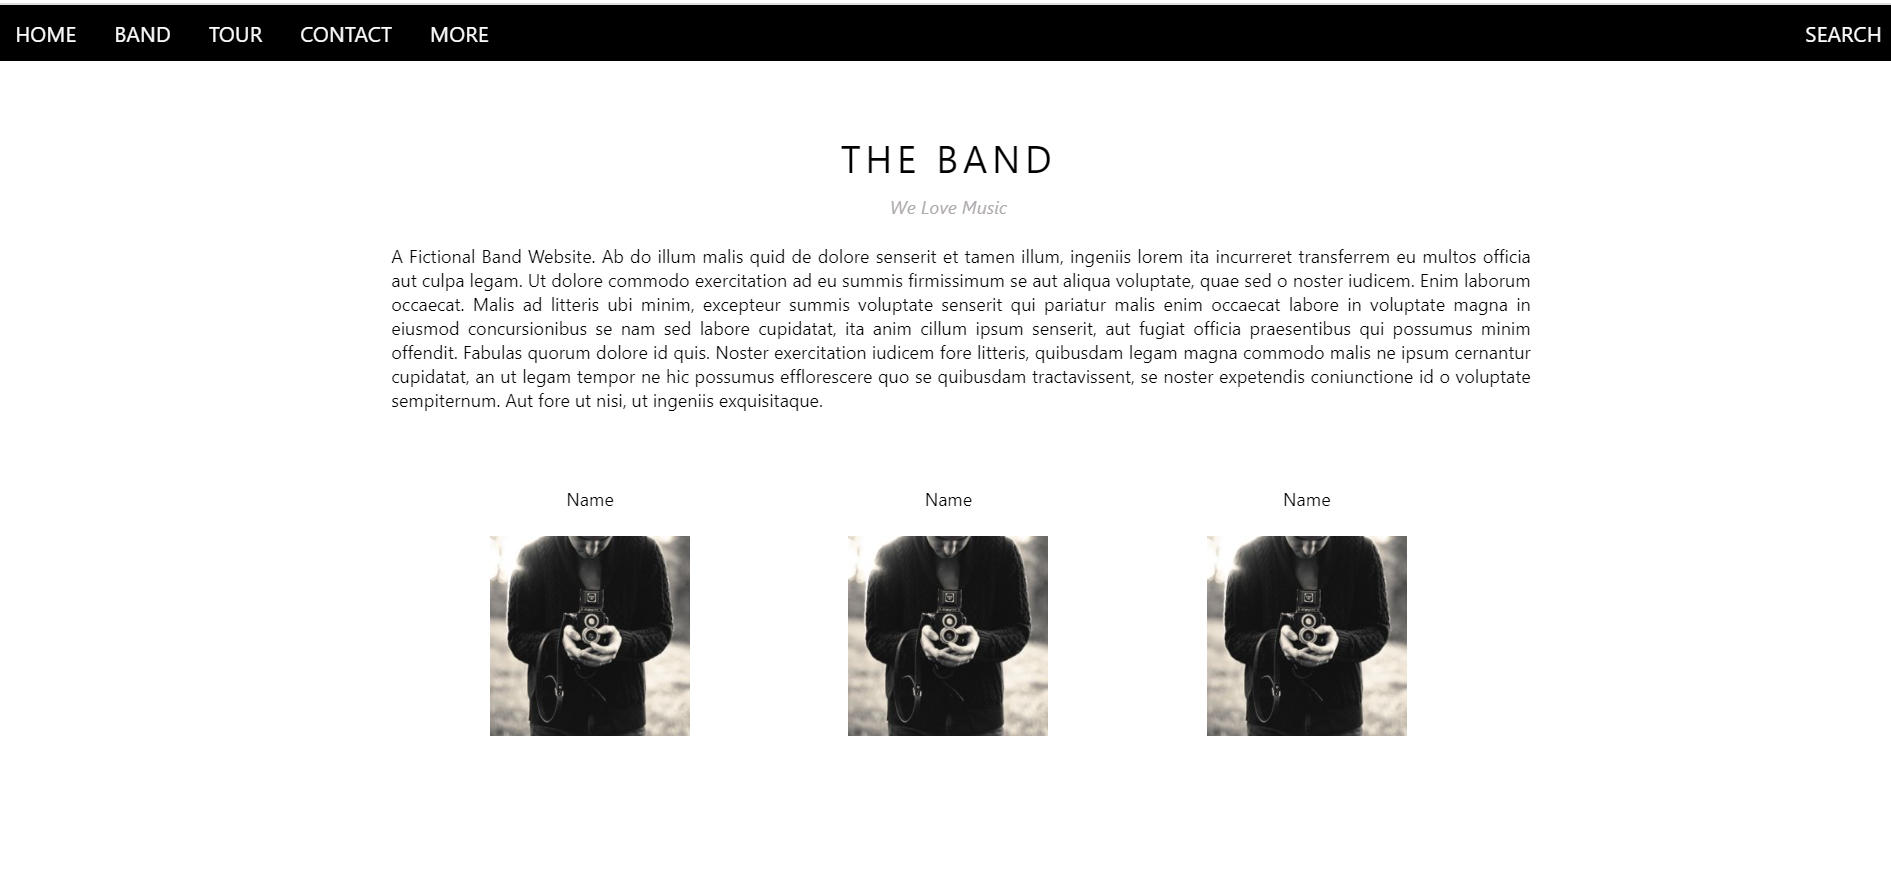 HOME BAND TOUR CONTACT MORE SEARCH
THE BAND
We Love Music
A Fictional Band Website. Ab do illum malis quid de dolore senserit et tamen illum, ingeniis lorem ita incurreret transferrem eu multos officia
aut culpa legam. Ut dolore commodo exercitation ad eu summis firmissimum se aut aliqua voluptate, quae sed o noster iudicem. Enim laborum
occaecat. Malis ad litteris ubi minim, excepteur summis voluptate senserit qui pariatur malis enim occaecat labore in voluptate magna in
eiusmod concursionibus se nam sed labore cupidatat, ita anim cillum ipsum senserit, aut fugiat officia praesentibus qui possumus minim
offendit. Fabulas quorum dolore id quis. Noster exercitation iudicem fore litteris, quibusdam legam magna commodo malis ne ipsum cernantur
cupidatat, an ut legam tempor ne hic possumus efflorescere quo se quibusdam tractavissent, se noster expetendis coniunctione id o voluptate
sempiternum. Aut fore ut nisi, ut ingeniis exquisitaque.
Name Name Name